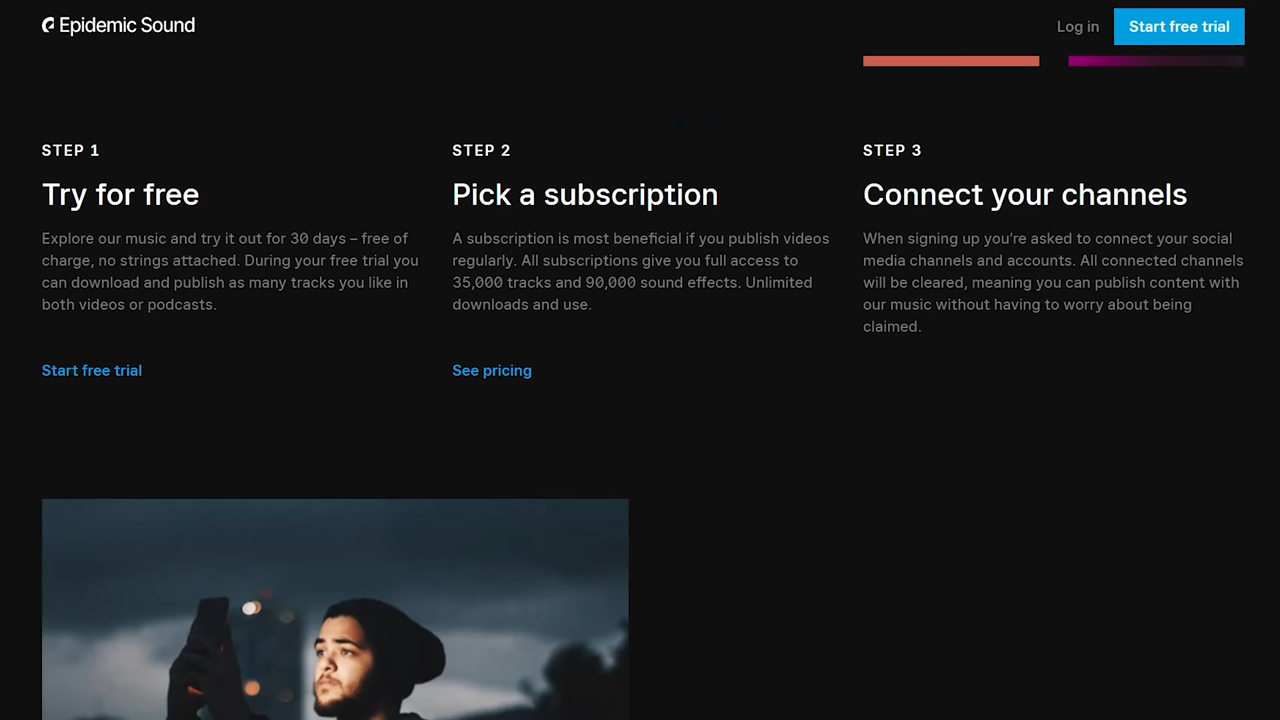 Epidemic Sound
Log in
Start free trial
STEP 1
Try for free
Explore our music and try it out for 30 days – free of
charge, no strings attached. During your free trial you
can download and publish as many tracks you like in
both videos or podcasts.
Start free trial
STEP 2
Pick a subscription
A subscription is most beneficial if you publish videos
regularly. All subscriptions give you full access to
35,000 tracks and 90,000 sound effects. Unlimited
downloads and use.
See pricing
STEP 3
Connect your channels
When signing up you’re asked to connect your social
media channels and accounts. All connected channels
will be cleared, meaning you can publish content with
our music without having to worry about being
claimed.